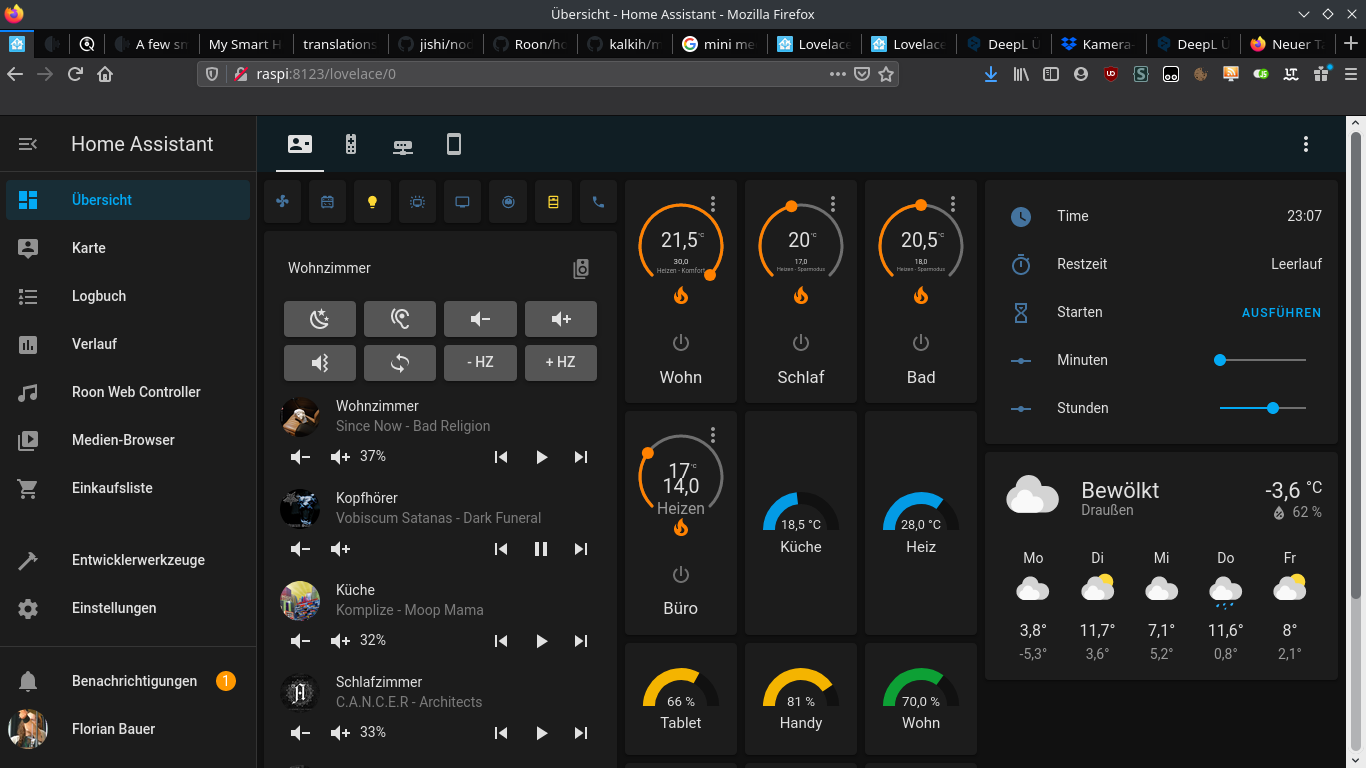 Übersicht - Home Assistant - Mozilla Firefox
A few sn
My Smart H
translations
jishi/nod
Roon/ho
kalkih/m
mini me
Lovelace
Lovelace
DeepL Ü
Kamera-
DeepL Ü
Neuer Ta
raspi:8123/lovelace/0
Home Assistant
Übersicht
Karte
Logbuch
Verlauf
Roon Web Controller
Medien-Browser
Einkaufsliste
Entwicklerwerkzeuge
Einstellungen
Benachrichtigungen 1
Florian Bauer
Wohnzimmer
- HZ
+ HZ
Wohnzimmer
Since Now - Bad Religion
37%
Kopfhörer
Vobiscum Satanas - Dark Funeral
Küche
Komplize - Moop Mama
32%
Schlafzimmer
C.A.N.C.E.R - Architects
33%
21,5 °C
30,0
Heizen - Komfort
Wohn
20 °C
17,0
Heizen - Sparmodus
Schlaf
20,5 °C
18,0
Heizen - Sparmodus
Bad
17 °C
14,0
Heizen
Büro
18,5 °C
Küche
28,0 °C
Heiz
66 %
Tablet
81 %
Handy
70,0 %
Wohn
Time 23:07
Restzeit Leerlauf
Starten AUSFÜHREN
Minuten
Stunden
Bewölkt -3,6 °C
Draußen 62 %
Mo Di Mi Do Fr
3,8° 11,7° 7,1° 11,6° 8°
-5,3° 3,6° 5,2° 0,8° 2,1°